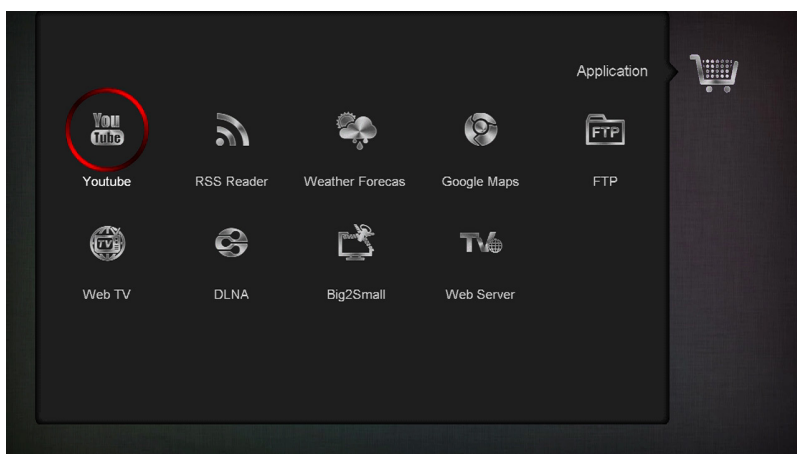 Application
You
Tube
FTP
Youtube
RSS Reader
Weather Forecas
Google Maps
FTP
TV
TV
Web TV
DLNA
Big2Small
Web Server